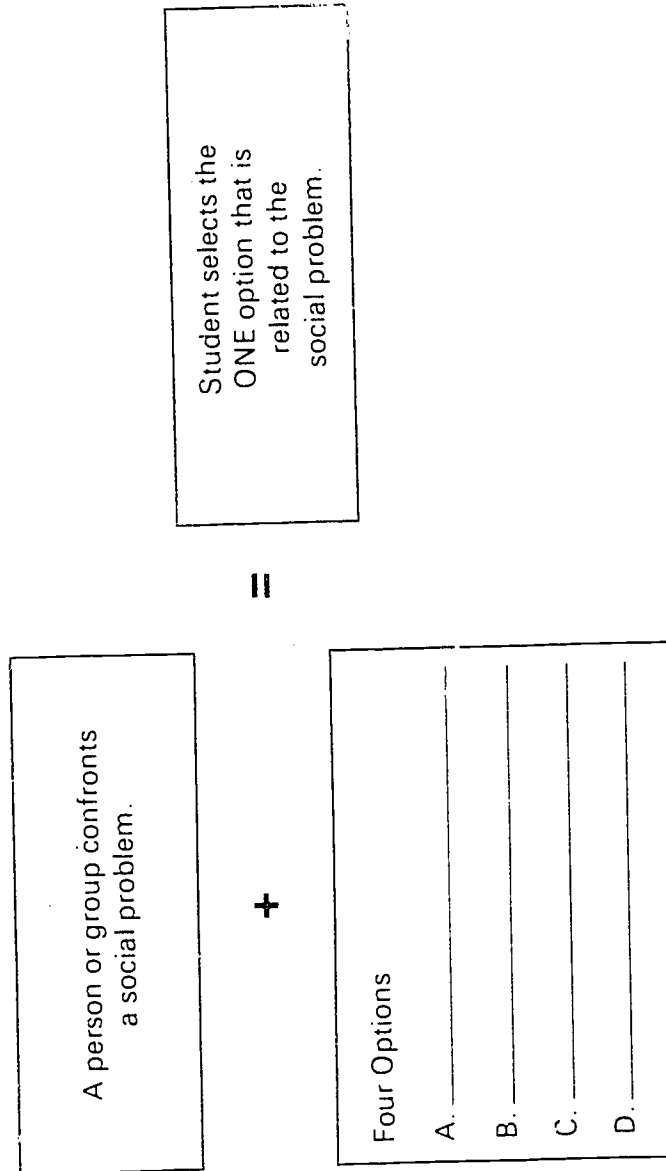 A person or group confronts
a social problem.
+
Four Options
A.
B.
C.
D.
=
Student selects the
ONE option that is
related to the
social problem.